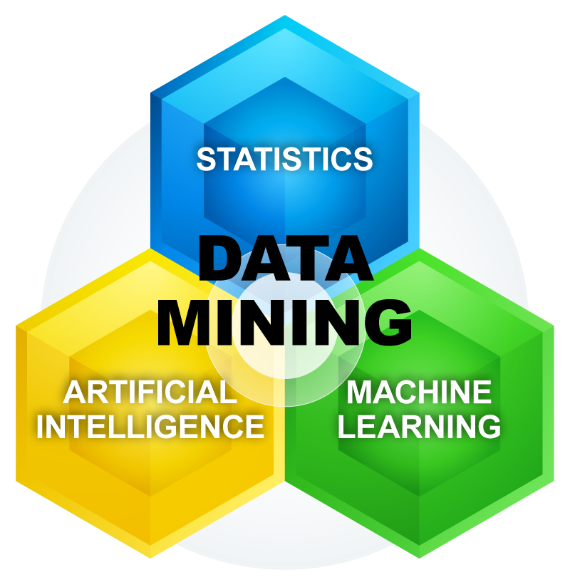 STATISTICS
DATA
MINING
ARTIFICIAL
INTELLIGENCE
MACHINE
LEARNING